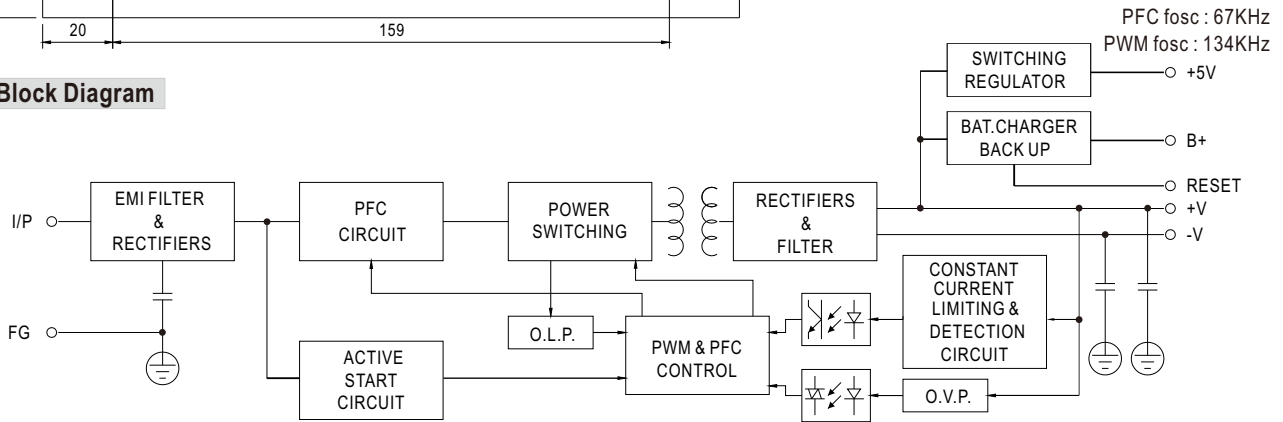 20
159
PFC fosc : 67KHz
PWM fosc : 134KHz
Block Diagram
SWITCHING
REGULATOR
+5V
BAT.CHARGER
BACK UP
B+
RESET
+V
-V
I/P
EMI FILTER
&
RECTIFIERS
PFC
CIRCUIT
POWER
SWITCHING
RECTIFIERS
&
FILTER
FG
O.L.P.
PWM & PFC
CONTROL
CONSTANT
CURRENT
LIMITING &
DETECTION
CIRCUIT
ACTIVE
START
CIRCUIT
O.V.P.